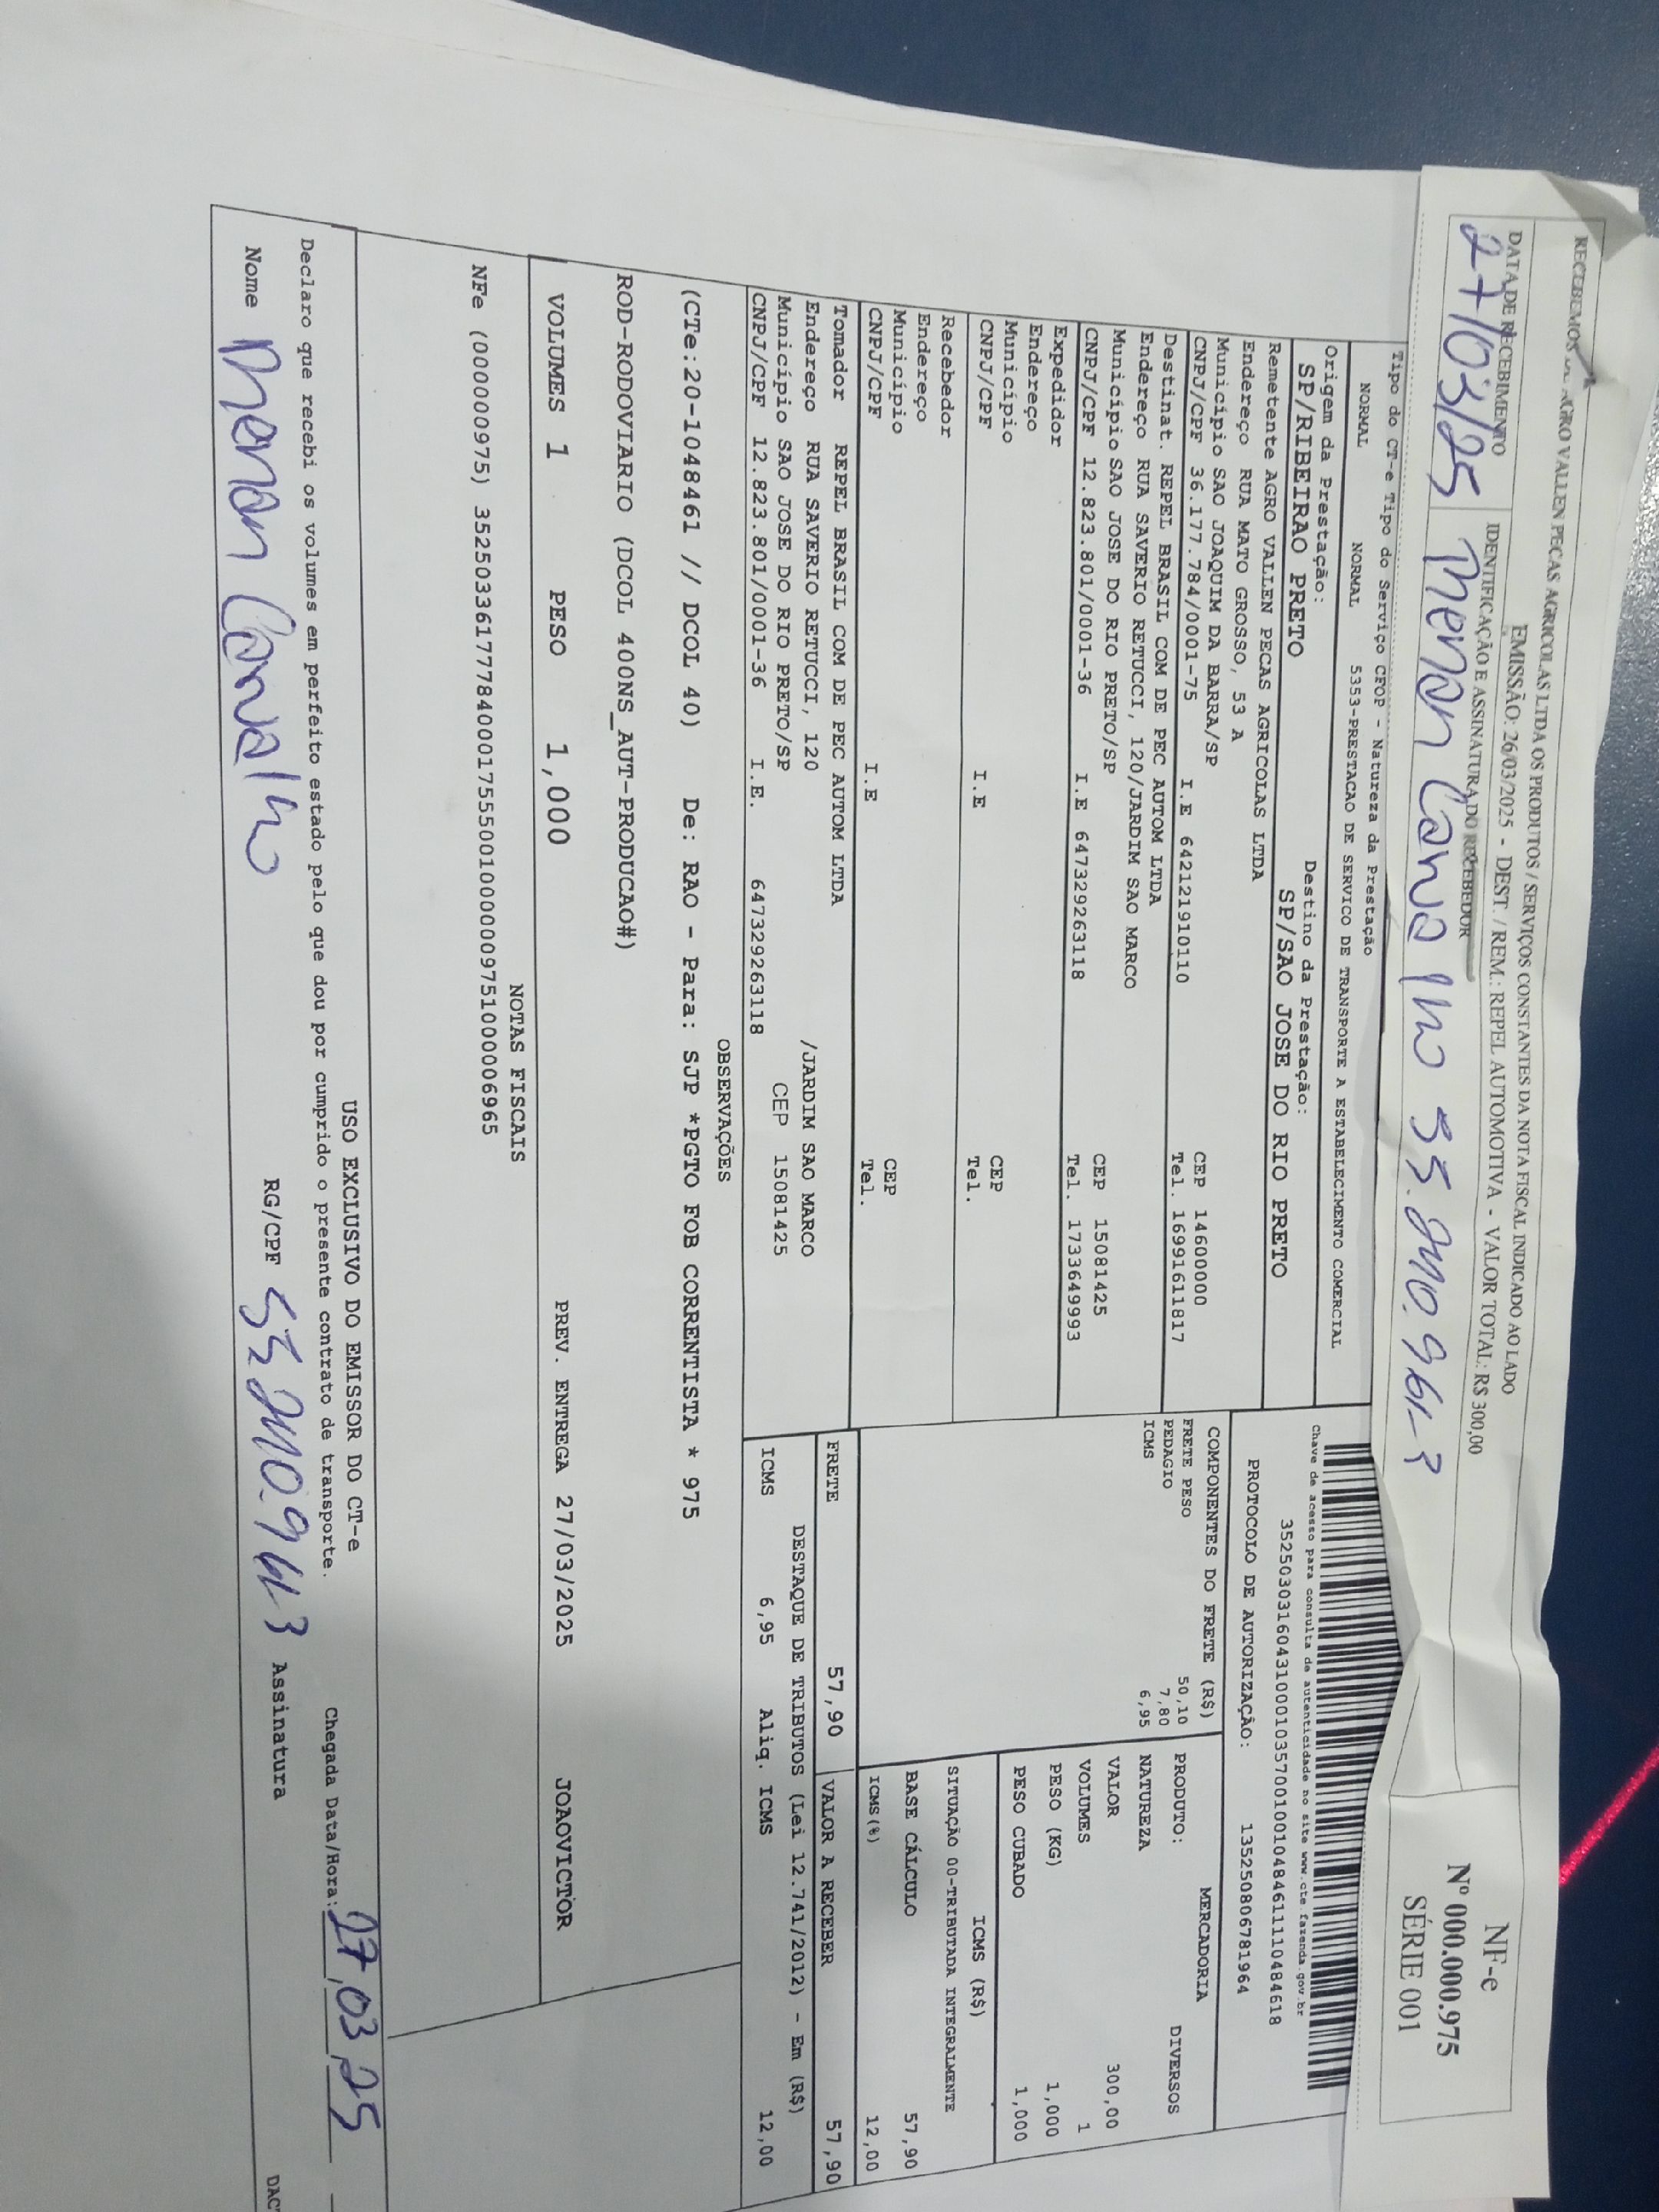 RECEBEMOS DE AGRO VALLEN PECAS AGRICOLAS LTDA OS PRODUTOS / SERVIÇOS CONSTANTES DA NOTA FISCAL INDICADO AO LADO
EMISSÃO: 26/03/2025 - DEST. / REM.: REPEL AUTOMOTIVA - VALOR TOTAL: R$ 300,00
DATA DE RECEBIMENTO
IDENTIFICAÇÃO E ASSINATURA DO RECEBEDOR
27/03/25
NF-e
Nº 000.000.975
SÉRIE 001
Tipo do CT-e Tipo do Serviço CFOP - Natureza da Prestação
NORMAL NORMAL 5353-PRESTACAO DE SERVICO DE TRANSPORTE A ESTABELECIMENTO COMERCIAL
Origem da Prestação: Destino da Prestação:
SP/RIBEIRAO PRETO SP/SAO JOSE DO RIO PRETO
Remetente AGRO VALLEN PECAS AGRICOLAS LTDA
Endereço RUA MATO GROSSO, 53 A
Município SAO JOAQUIM DA BARRA/SP CEP 14600000
CNPJ/CPF 36.177.784/0001-75 I.E 642121910110 Tel. 16991611817
Destinat. REPEL BRASIL COM DE PEC AUTOM LTDA
Endereço RUA SAVERIO RETUCCI, 120/JARDIM SAO MARCO
Município SAO JOSE DO RIO PRETO/SP CEP 15081425
CNPJ/CPF 12.823.801/0001-36 I.E 647329263118 Tel. 1733649993
Expedidor
Endereço
Município CEP
CNPJ/CPF I.E Tel.
Recebedor
Endereço
Município CEP
CNPJ/CPF I.E Tel.
Tomador REPEL BRASIL COM DE PEC AUTOM LTDA
Endereço RUA SAVERIO RETUCCI, 120 /JARDIM SAO MARCO
Município SAO JOSE DO RIO PRETO/SP CEP 15081425
CNPJ/CPF 12.823.801/0001-36 I.E. 647329263118
Chave de acesso para consulta de autenticidade no site www.cte.fazenda.gov.br
35250303160431000103570010010484611110484618
PROTOCOLO DE AUTORIZAÇÃO: 135250806781964
COMPONENTES DO FRETE (R$)
FRETE PESO 50,10
PEDAGIO 7,80
ICMS 6,95
MERCADORIA
PRODUTO: DIVERSOS
NATUREZA
VALOR 300,00
VOLUMES 1
PESO (KG) 1,000
PESO CUBADO 1,000
ICMS (R$)
SITUAÇÃO 00-TRIBUTADA INTEGRALMENTE
BASE CÁLCULO 57,90
ICMS (%) 12,00
FRETE 57,90 VALOR A RECEBER 57,90
DESTAQUE DE TRIBUTOS (Lei 12.741/2012) - Em (R$)
ICMS 6,95 Aliq. ICMS 12,00
OBSERVAÇÕES
(CTe:20-1048461 // DCOL 40) De: RAO - Para: SJP *PGTO FOB CORRENTISTA * 975
ROD-RODOVIARIO (DCOL 400NS_AUT-PRODUCAO#)
VOLUMES 1 PESO 1,000 PREV. ENTREGA 27/03/2025 JOAOVICTOR
NOTAS FISCAIS
NFe (000000975) 35250336177784000175550010000009751000006965
USO EXCLUSIVO DO EMISSOR DO CT-e
Declaro que recebi os volumes em perfeito estado pelo que dou por cumprido o presente contrato de transporte.
Chegada Data/Hora: 27,03,25
Nome RG/CPF Assinatura